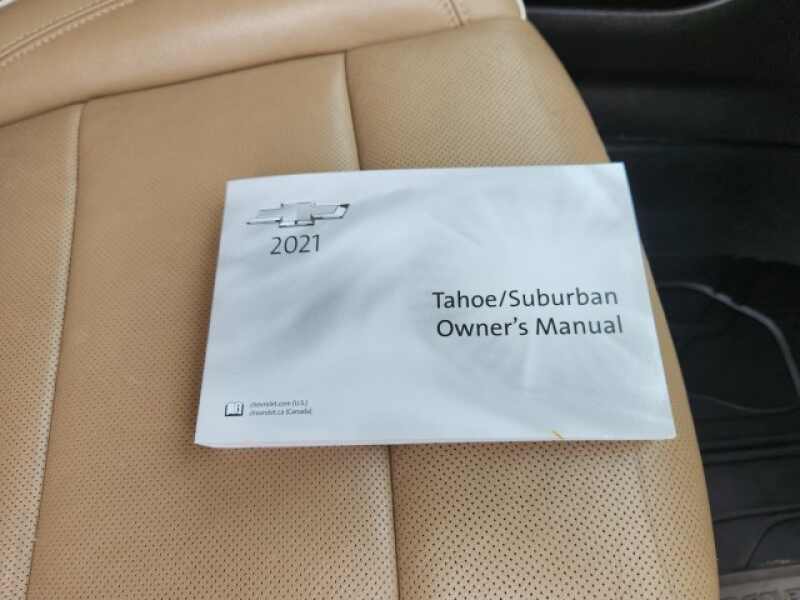 2021
Tahoe/Suburban
Owner's Manual
chevrolet.com (U.S.)
chevrolet.ca (Canada)